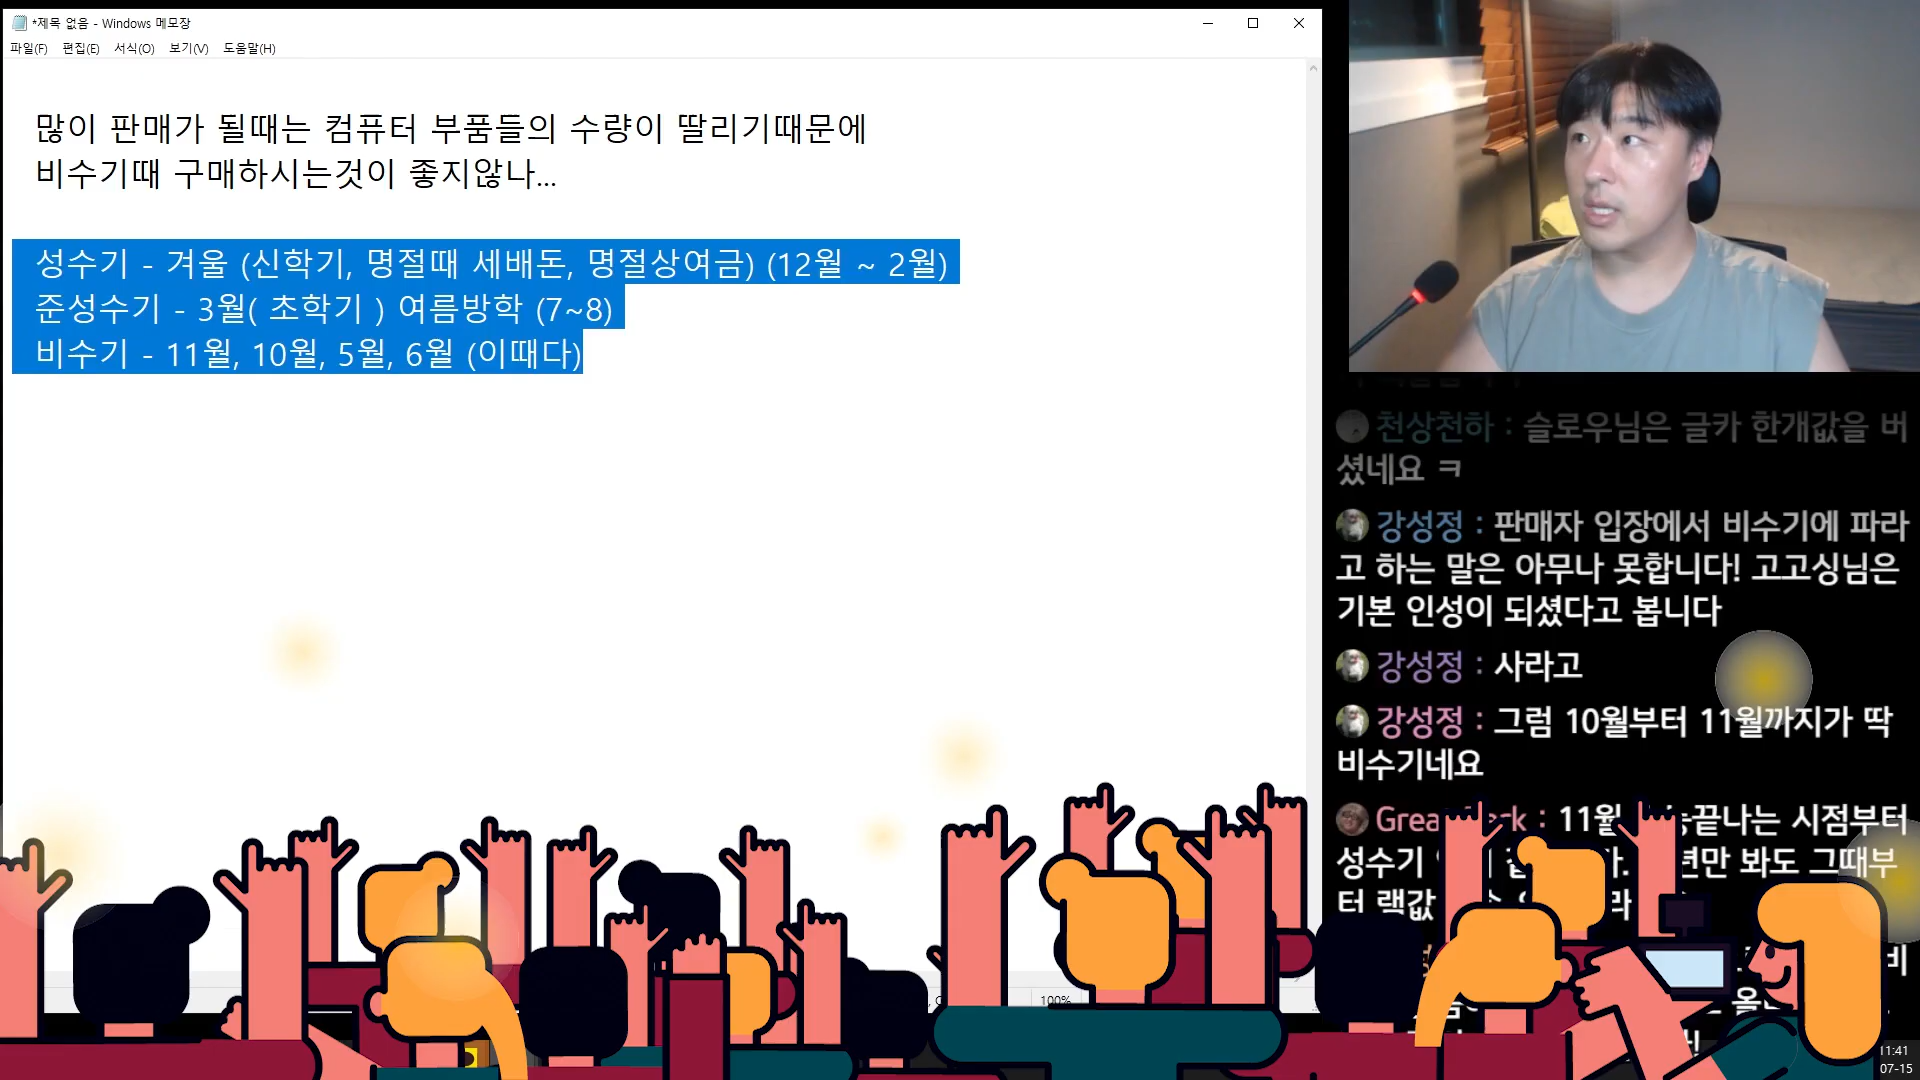 *제목 없음 - Windows 메모장
파일(F) 편집(E) 서식(O) 보기(V) 도움말(H)
많이 판매가 될때는 컴퓨터 부품들의 수량이 딸리기때문에
비수기때 구매하시는것이 좋지않나...
성수기 - 겨울 (신학기, 명절때 세배돈, 명절상여금) (12월 ~ 2월)
준성수기 - 3월( 초학기 ) 여름방학 (7~8)
비수기 - 11월, 10월, 5월, 6월 (이때다)
100%
천상천하 : 슬로우님은 글카 한개값을 버
셨네요 ㅋ
강성정 : 판매자 입장에서 비수기에 파라
고 하는 말은 아무나 못합니다! 고고싱님은
기본 인성이 되셨다고 봅니다
강성정 : 사라고
강성정 : 그럼 10월부터 11월까지가 딱
비수기네요
: 11월 끝나는 시점부터
성수기 봐도 그때부
터 램값
11:41
07-15